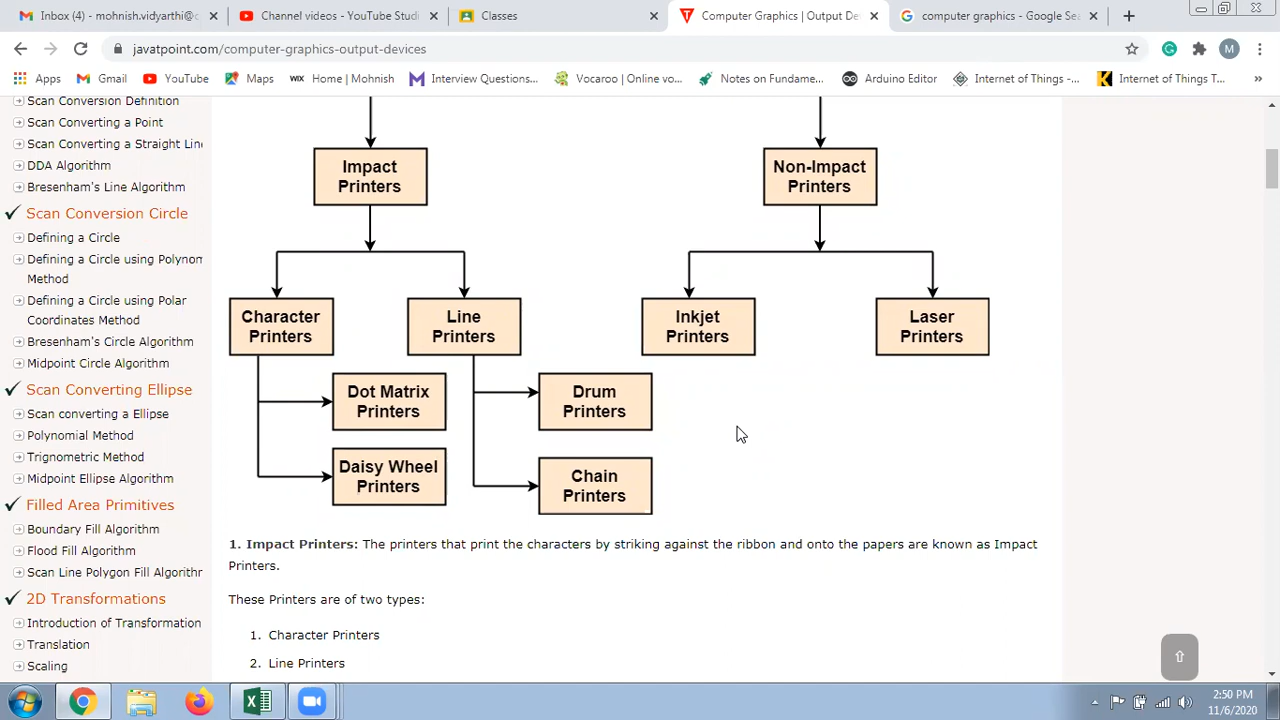 Inbox (4) - mohnish.vidyarthi@c
Channel videos - YouTube Studi
Classes
Computer Graphics | Output De
computer graphics - Google Sea
javatpoint.com/computer-graphics-output-devices
M
Apps
Gmail
YouTube
Maps
WIX Home | Mohnish
Interview Questions...
Vocaroo | Online vo...
Notes on Fundame...
Arduino Editor
Internet of Things -...
Internet of Things T...
»
Scan Conversion Definition
Scan Converting a Point
Scan Converting a Straight Line
DDA Algorithm
Bresenham's Line Algorithm
Scan Conversion Circle
Defining a Circle
Defining a Circle using Polynom
Method
Defining a Circle using Polar
Coordinates Method
Bresenham's Circle Algorithm
Midpoint Circle Algorithm
Scan Converting Ellipse
Scan converting a Ellipse
Polynomial Method
Trignometric Method
Midpoint Ellipse Algorithm
Filled Area Primitives
Boundary Fill Algorithm
Flood Fill Algorithm
Scan Line Polygon Fill Algorithr
2D Transformations
Introduction of Transformation
Translation
Scaling
Impact
Printers
Non-Impact
Printers
Character
Printers
Line
Printers
Inkjet
Printers
Laser
Printers
Dot Matrix
Printers
Drum
Printers
Daisy Wheel
Printers
Chain
Printers
1. Impact Printers: The printers that print the characters by striking against the ribbon and onto the papers are known as Impact
Printers.
These Printers are of two types:
1. Character Printers
2. Line Printers
2:50 PM
11/6/2020